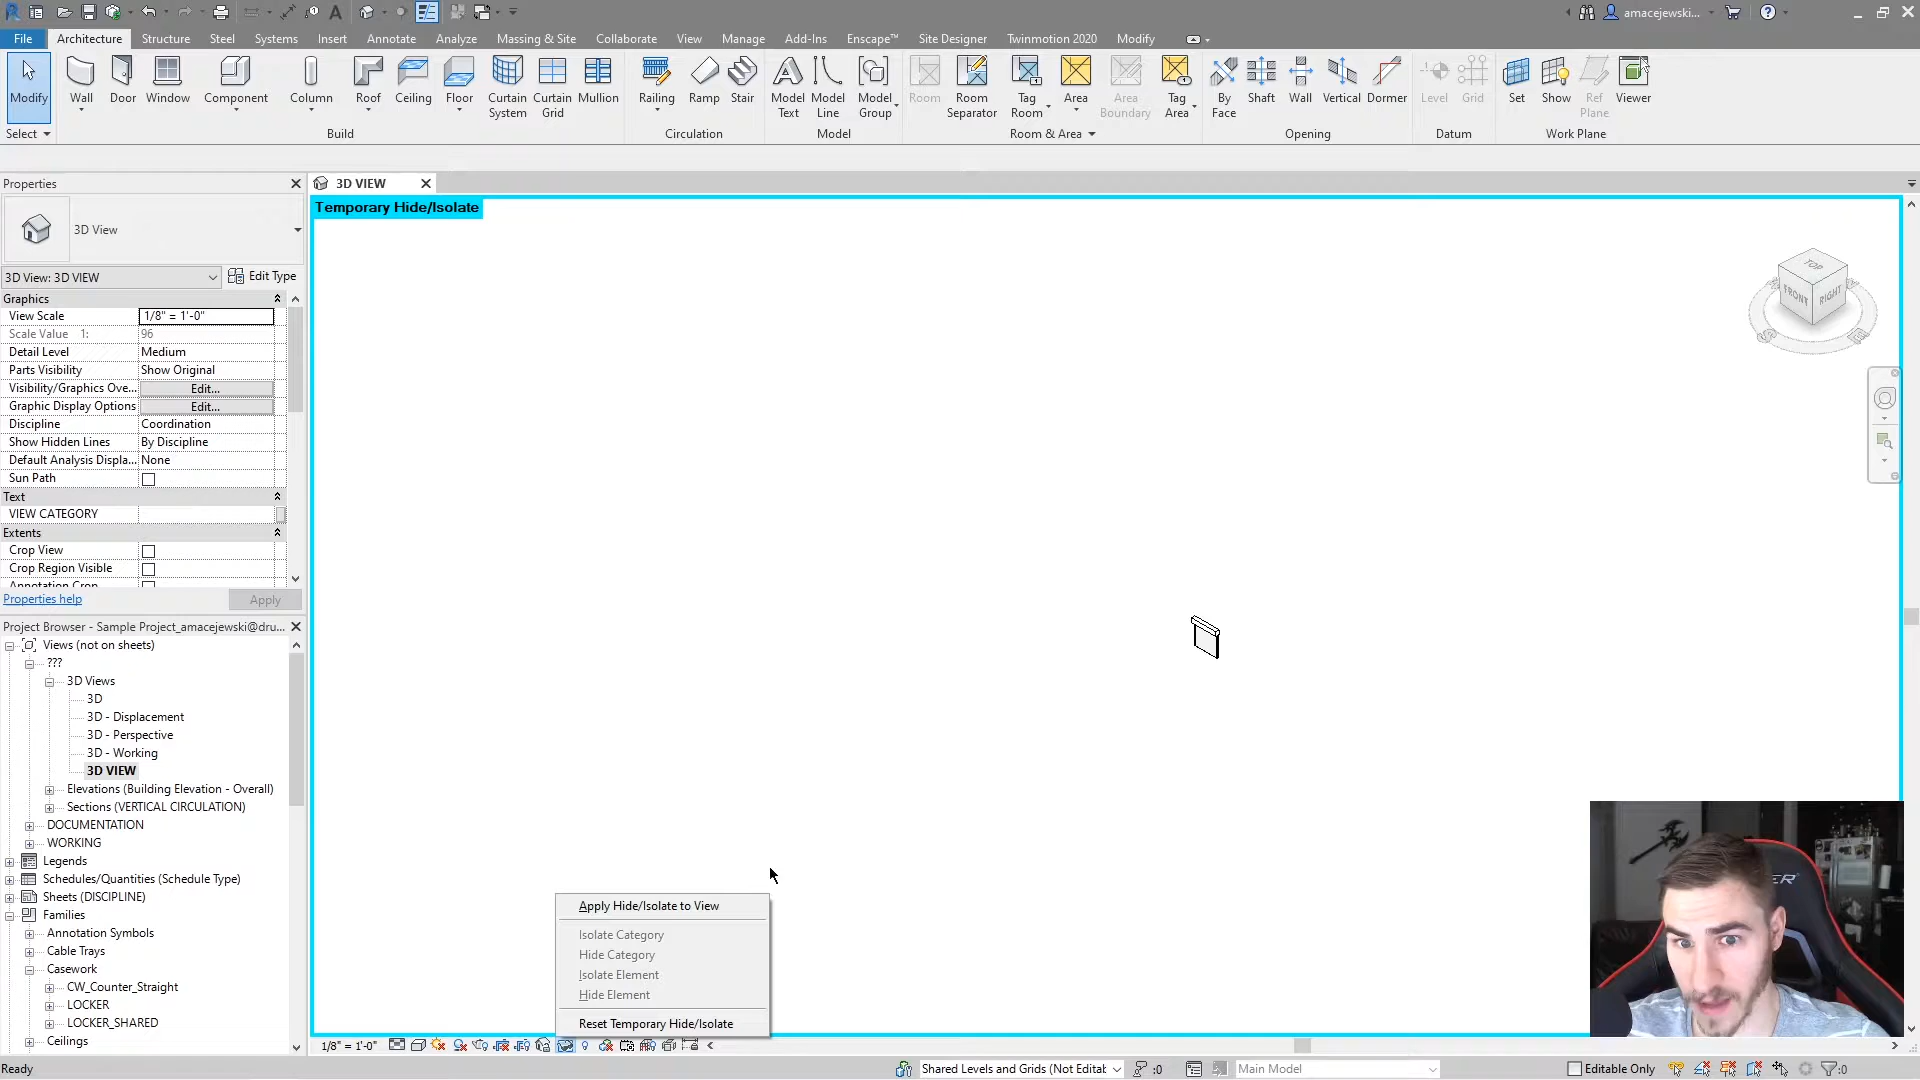 amacejewski...
File Architecture Structure Steel Systems Insert Annotate Analyze Massing & Site Collaborate View Manage Add-Ins Enscape™ Site Designer Twinmotion 2020 Modify
Modify Wall Door Window Component Column Roof Ceiling Floor Curtain System Curtain Grid Mullion Railing Ramp Stair Model Text Model Line Model Group Room Room Separator Tag Room Area Area Boundary Tag Area By Face Shaft Wall Vertical Dormer Level Grid Set Show Ref Plane Viewer
Select Build Circulation Model Room & Area Opening Datum Work Plane
Properties
3D VIEW
Temporary Hide/Isolate
3D View
3D View: 3D VIEW
Edit Type
Graphics
View Scale 1/8" = 1'-0"
Scale Value 1: 96
Detail Level Medium
Parts Visibility Show Original
Visibility/Graphics Ove... Edit...
Graphic Display Options Edit...
Discipline Coordination
Show Hidden Lines By Discipline
Default Analysis Displa... None
Sun Path
Text
VIEW CATEGORY
Extents
Crop View
Crop Region Visible
Annotation Crop
Properties help Apply
TOP
FRONT RIGHT
S E
Project Browser - Sample Project_amacejewski@dru...
Views (not on sheets)
???
3D Views
3D
3D - Displacement
3D - Perspective
3D - Working
3D VIEW
Elevations (Building Elevation - Overall)
Sections (VERTICAL CIRCULATION)
DOCUMENTATION
WORKING
Legends
Schedules/Quantities (Schedule Type)
Sheets (DISCIPLINE)
Families
Annotation Symbols
Cable Trays
Casework
CW_Counter_Straight
LOCKER
LOCKER_SHARED
Ceilings
Apply Hide/Isolate to View
Isolate Category
Hide Category
Isolate Element
Hide Element
Reset Temporary Hide/Isolate
1/8" = 1'-0"
Ready
Shared Levels and Grids (Not Editab
:0
Main Model
Editable Only
:0